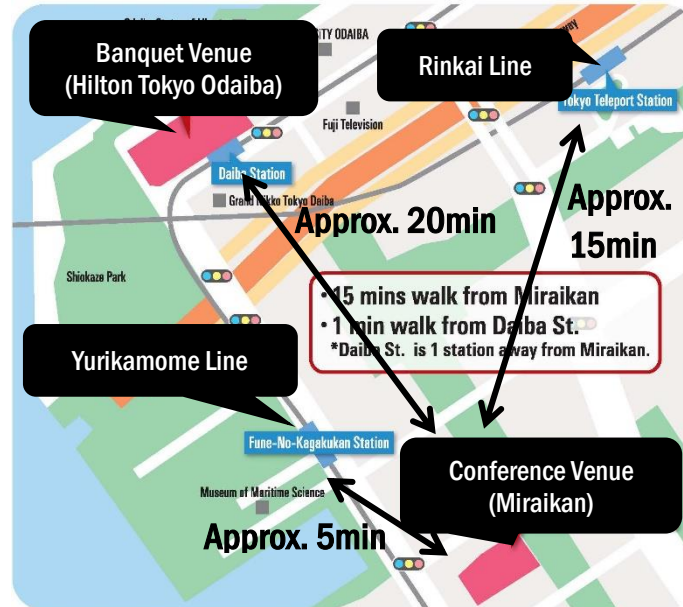 CITY ODAIBA
Banquet Venue
(Hilton Tokyo Odaiba)
Rinkai Line
Tokyo Teleport Station
Fuji Television
Daiba Station
Grand Nikko Tokyo Daiba
Approx. 20min
Approx.
15min
Shiokaze Park
・15 mins walk from Miraikan
・1 min walk from Daiba St.
*Daiba St. is 1 station away from Miraikan.
Yurikamome Line
Fune-No-Kagakukan Station
Conference Venue
(Miraikan)
Museum of Maritime Science
Approx. 5min